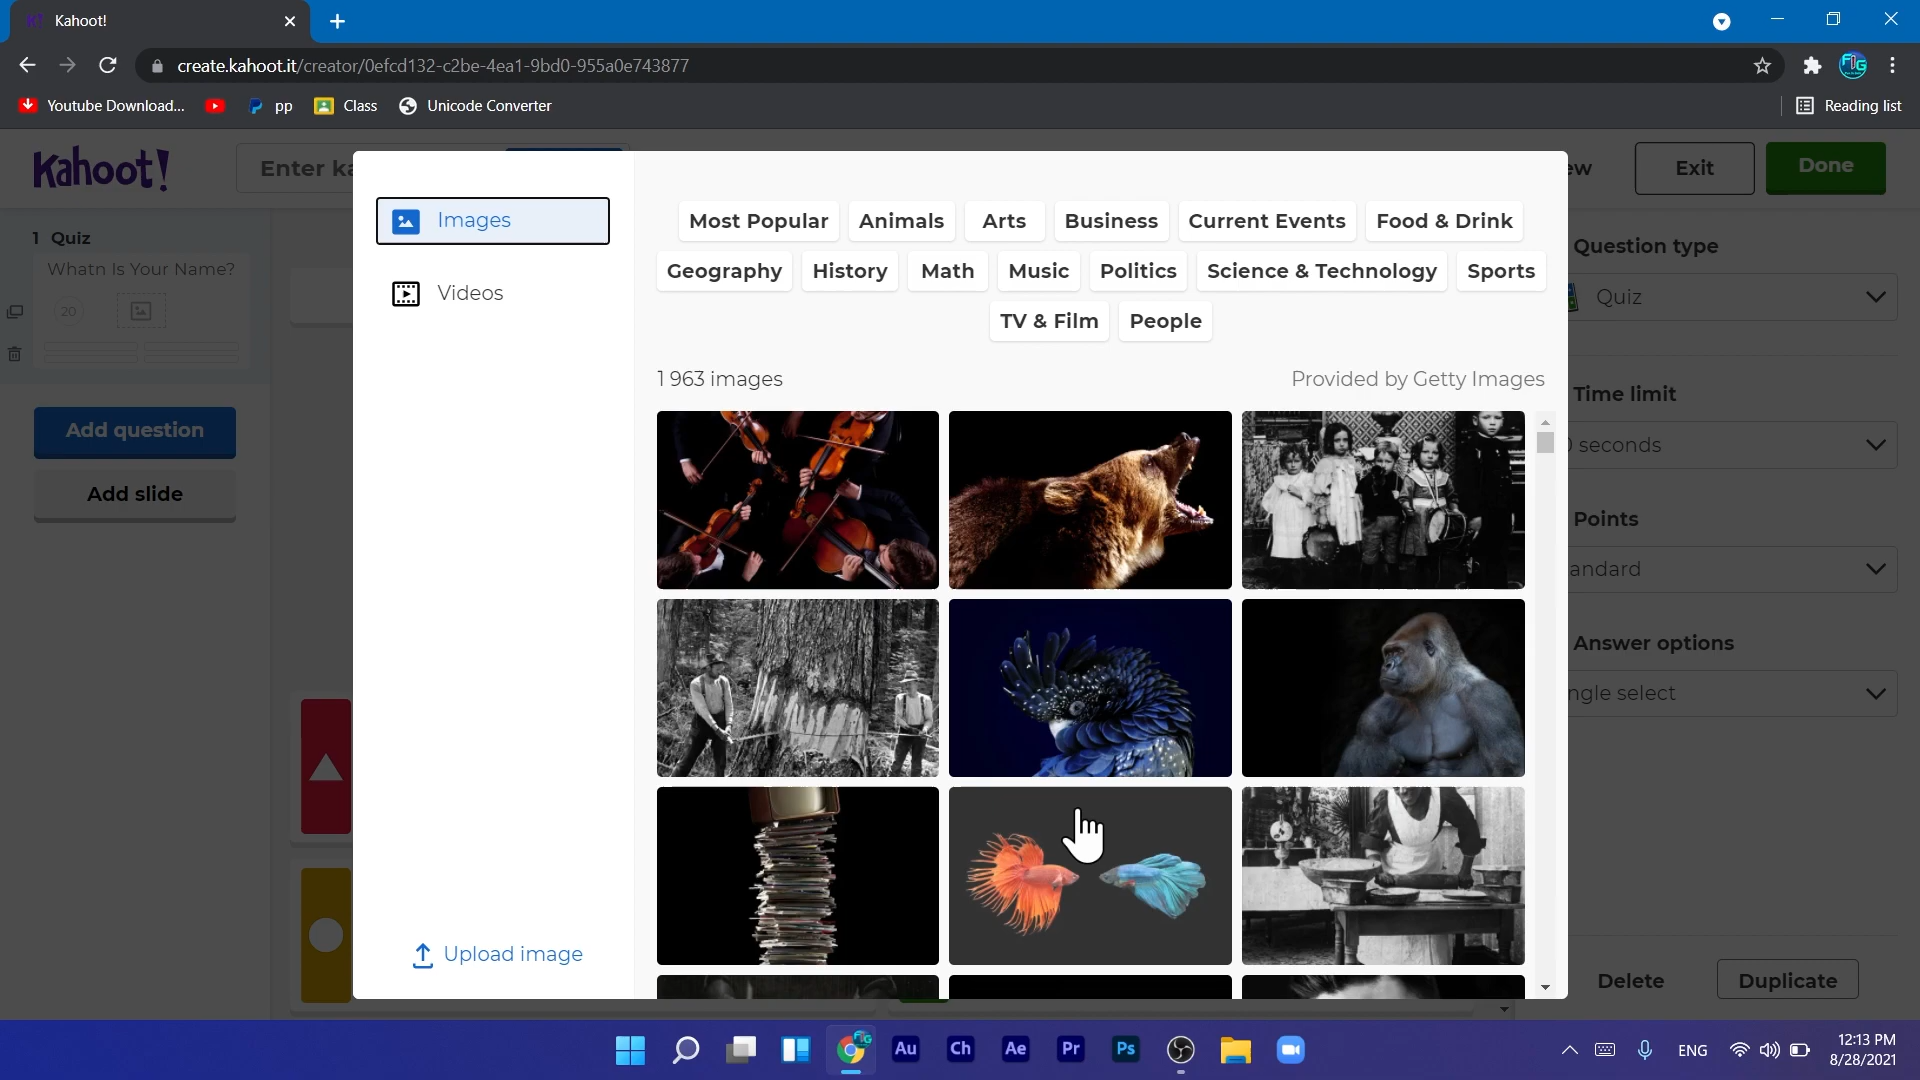 Kahoot!
create.kahoot.it/creator/0efcd132-c2be-4ea1-9bd0-955a0e743877
Youtube Download...
pp
Class
Unicode Converter
Reading list
Kahoot!
Enter ka
ew
Exit
Done
1 Quiz
Whatn Is Your Name?
20
Add question
Add slide
Images
Videos
Upload image
Most Popular
Animals
Arts
Business
Current Events
Food & Drink
Geography
History
Math
Music
Politics
Science & Technology
Sports
TV & Film
People
1 963 images
Provided by Getty Images
Question type
Quiz
Time limit
0 seconds
Points
andard
Answer options
ngle select
Delete
Duplicate
FIG
Au
Ch
Ae
Pr
Ps
ENG
12:13 PM
8/28/2021